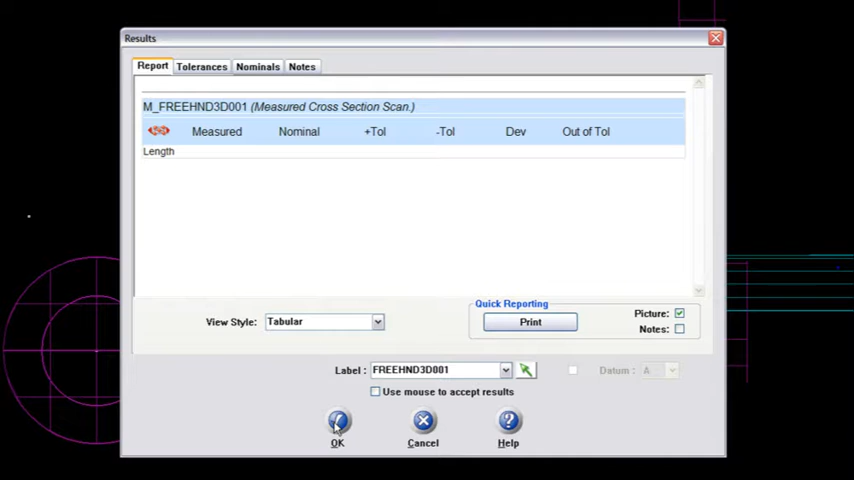 Results
Report Tolerances Nominals Notes
M_FREEHND3D001 (Measured Cross Section Scan.)
Measured Nominal +Tol -Tol Dev Out of Tol
Length
Quick Reporting
View Style: Tabular Print Picture:
Notes:
Label : FREEHND3D001 Datum : A
Use mouse to accept results
OK Cancel Help